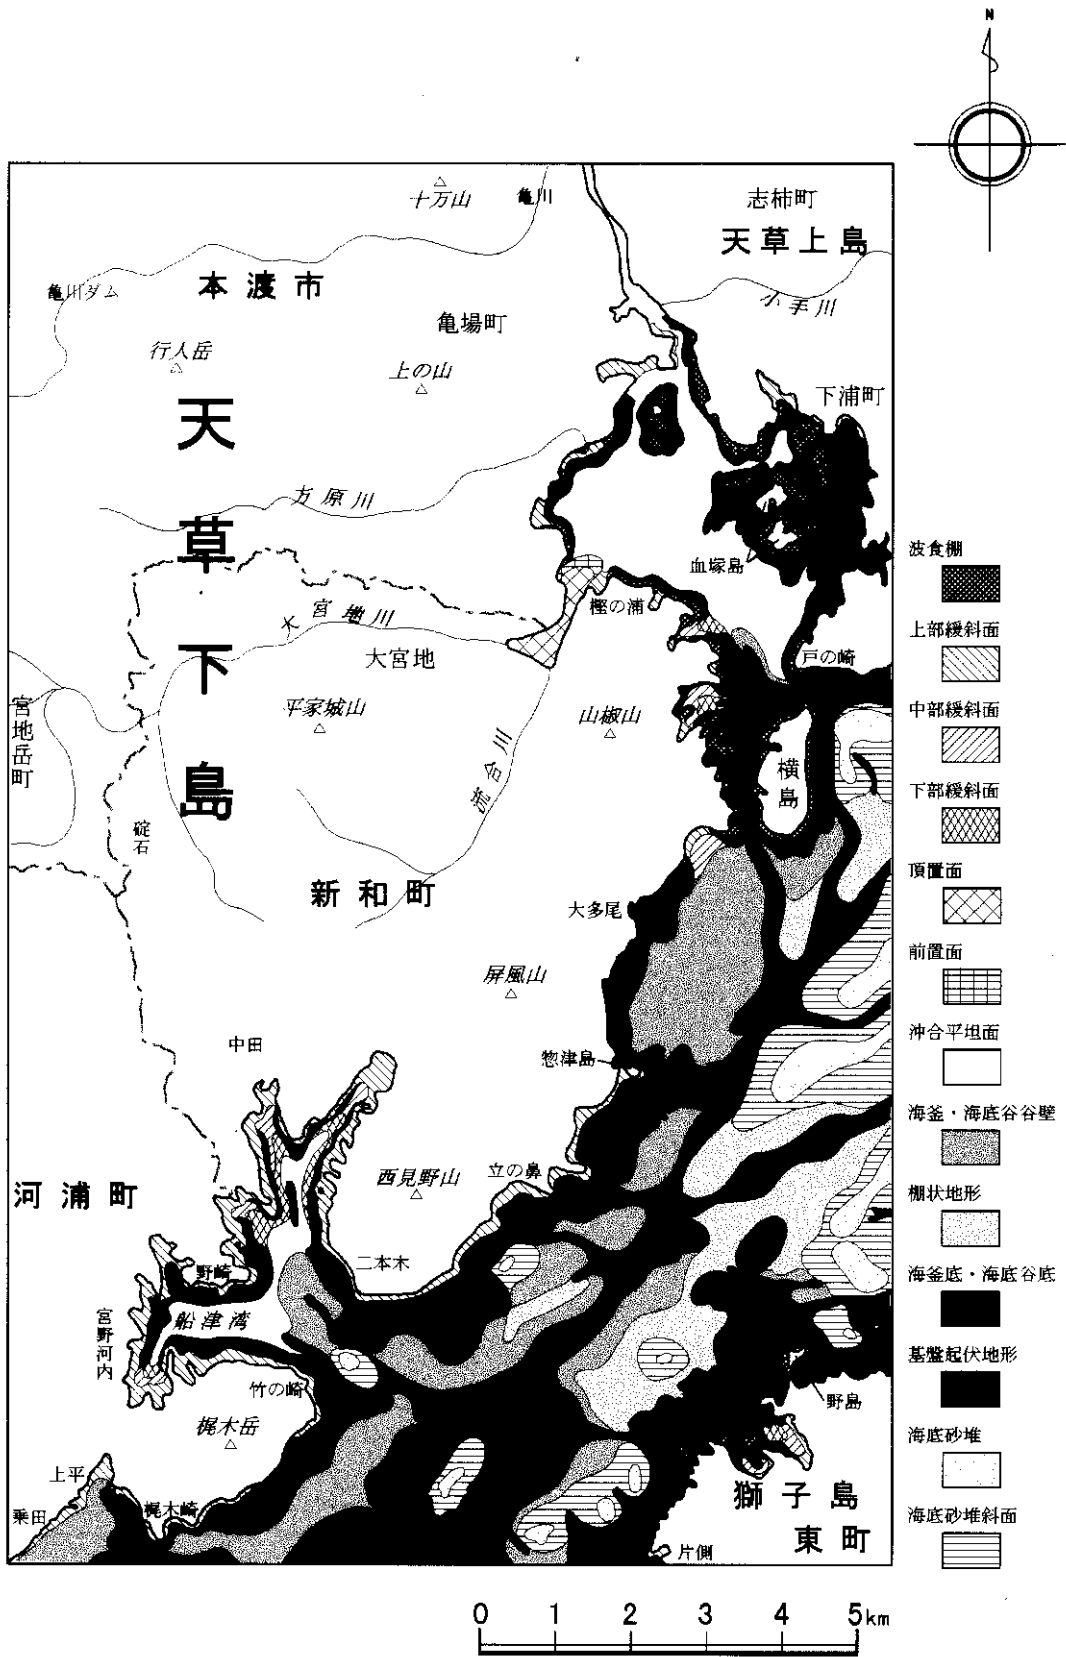 N
十万山
亀川
志柿町
天草上島
亀川ダム
本渡市
小手川
亀場町
行人岳
上の山
下浦町
天草下島
方原川
血塚島
大宮地川
樫の浦
大宮地
戸の崎
宮地岳町
平家城山
山椒山
流合川
横島
碇石
新和町
大多尾
屏風山
中田
惣津島
西見野山
立の鼻
河浦町
二本木
野崎
船津湾
宮野河内
竹の崎
野島
梶木岳
上平
獅子島
乗田
梶木崎
東町
片側
波食棚
上部緩斜面
中部緩斜面
下部緩斜面
頂置面
前置面
沖合平坦面
海釜・海底谷谷壁
棚状地形
海釜底・海底谷底
基盤起伏地形
海底砂堆
海底砂堆斜面
0 1 2 3 4 5km